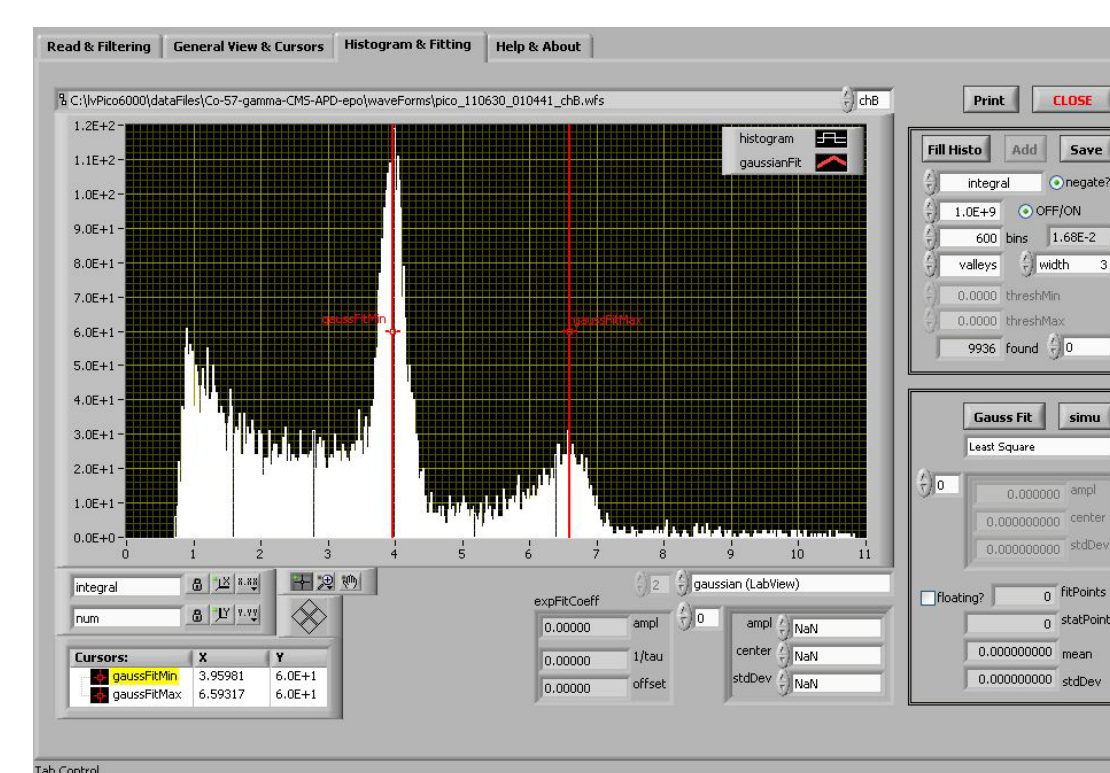 Read & Filtering General View & Cursors Histogram & Fitting Help & About
C:\lvPico6000\dataFiles\Co-57-gamma-CMS-APD-epo\waveForms\pico_110630_010441_chB.wfs chB
Print CLOSE
1.2E+2
1.1E+2
1.0E+2
9.0E+1
8.0E+1
7.0E+1
6.0E+1
5.0E+1
4.0E+1
3.0E+1
2.0E+1
1.0E+1
0.0E+0
0 1 2 3 4 5 6 7 8 9 10 11
histogram
gaussianFit
gaussFitMin gaussFitMax
Fill Histo Add Save
integral negate?
1.0E+9 OFF/ON
600 bins 1.68E-2
valleys width 3
0.0000 threshMin
0.0000 threshMax
9936 found 0
Gauss Fit simu
Least Square
0
0.000000 ampl
0.000000000 center
0.000000000 stdDev
floating? 0 fitPoints
0 statPoint
0.000000000 mean
0.000000000 stdDev
integral X X.XX
num Y Y.YY
Cursors: X Y
gaussFitMin 3.95981 6.0E+1
gaussFitMax 6.59317 6.0E+1
2 gaussian (LabView)
expFitCoeff
0.00000 ampl
0.00000 1/tau
0.00000 offset
0
ampl NaN
center NaN
stdDev NaN
Tab Control